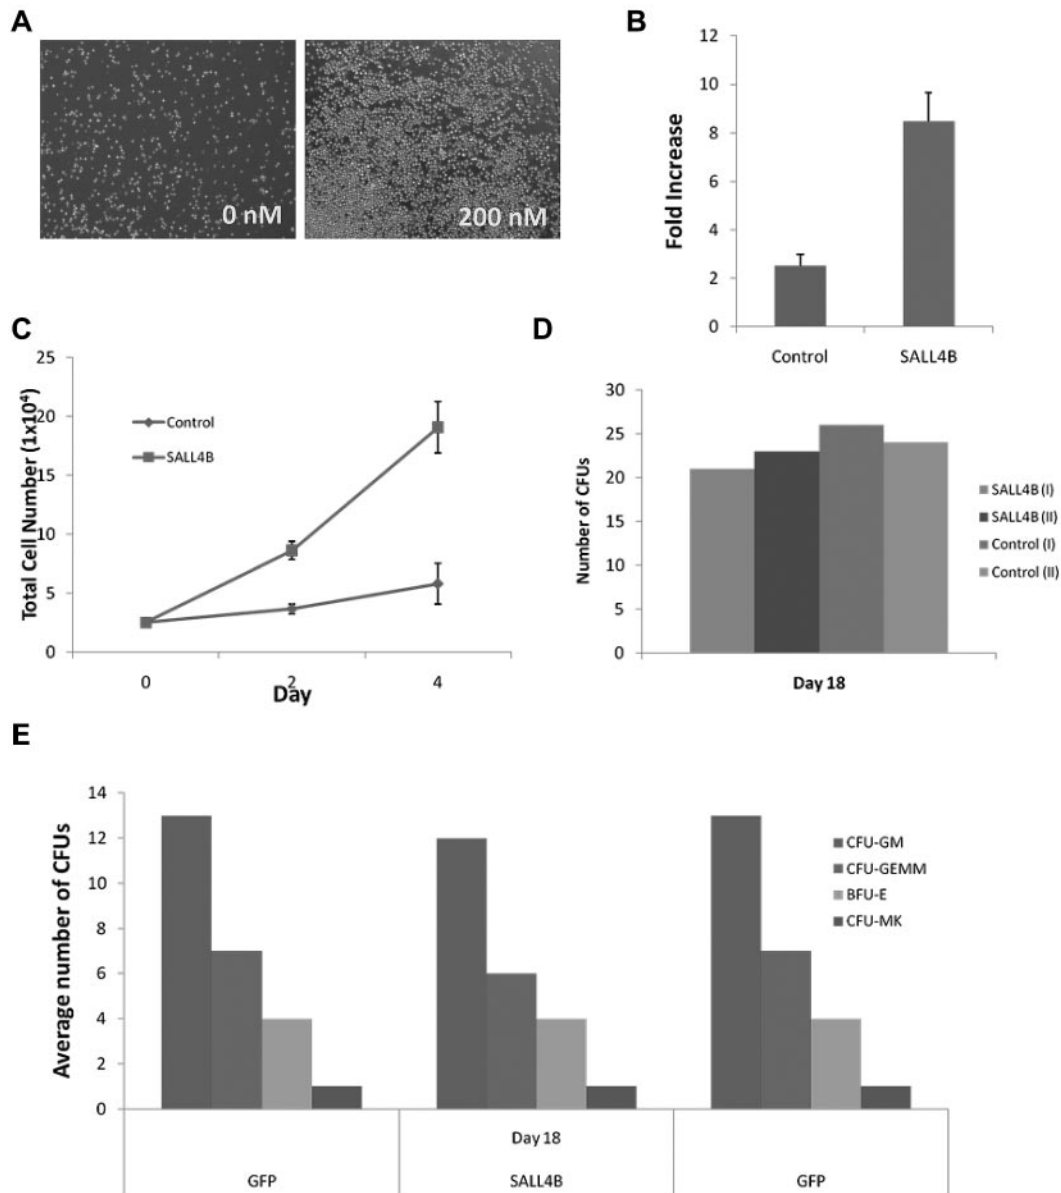 A
0 nM
200 nM
B
Fold Increase
12
10
8
6
4
2
0
Control
SALL4B
C
Total Cell Number (1x10⁴)
25
20
15
10
5
0
Control
SALL4B
0
2
4
Day
D
Number of CFUs
30
25
20
15
10
5
0
SALL4B (I)
SALL4B (II)
Control (I)
Control (II)
Day 18
E
Average number of CFUs
14
12
10
8
6
4
2
0
CFU-GM
CFU-GEMM
BFU-E
CFU-MK
Day 18
GFP
SALL4B
GFP